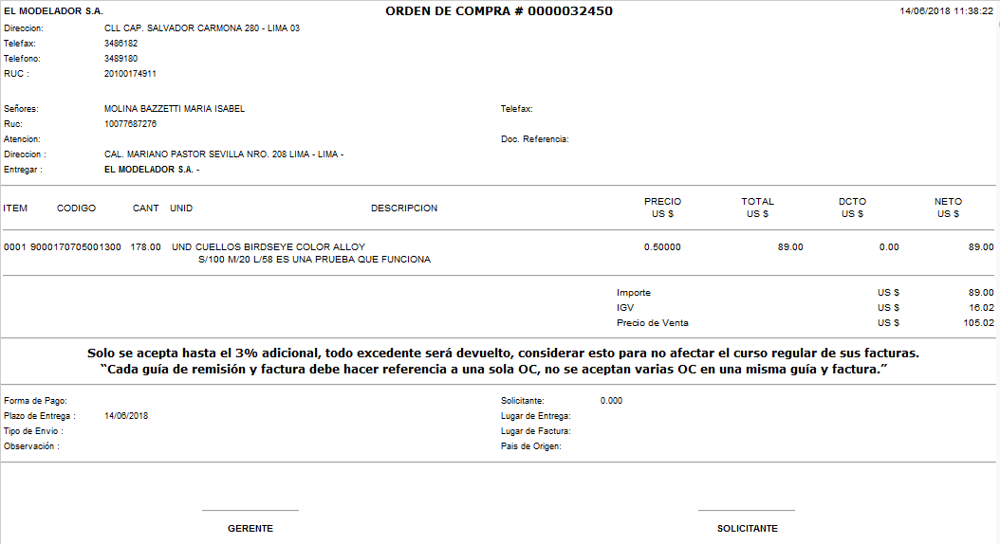 EL MODELADOR S.A. ORDEN DE COMPRA # 0000032450 14/06/2018 11:38:22
Direccion: CLL CAP. SALVADOR CARMONA 280 - LIMA 03
Telefax: 3486182
Telefono: 3489180
RUC : 20100174911
Señores: MOLINA BAZZETTI MARIA ISABEL Telefax:
Ruc: 10077687276
Atencion: Doc. Referencia:
Direccion : CAL. MARIANO PASTOR SEVILLA NRO. 208 LIMA - LIMA -
Entregar : EL MODELADOR S.A. -
ITEM CODIGO CANT UNID DESCRIPCION PRECIO US $ TOTAL US $ DCTO US $ NETO US $
0001 9000170705001300 178.00 UND CUELLOS BIRDSEYE COLOR ALLOY 0.50000 89.00 0.00 89.00
S/100 M/20 L/58 ES UNA PRUEBA QUE FUNCIONA
Importe US $ 89.00
IGV US $ 16.02
Precio de Venta US $ 105.02
Solo se acepta hasta el 3% adicional, todo excedente será devuelto, considerar esto para no afectar el curso regular de sus facturas.
“Cada guía de remisión y factura debe hacer referencia a una sola OC, no se aceptan varias OC en una misma guía y factura.”
Forma de Pago: Solicitante: 0.000
Plazo de Entrega : 14/06/2018 Lugar de Entrega:
Tipo de Envio : Lugar de Factura:
Observación : Pais de Origen:
GERENTE SOLICITANTE